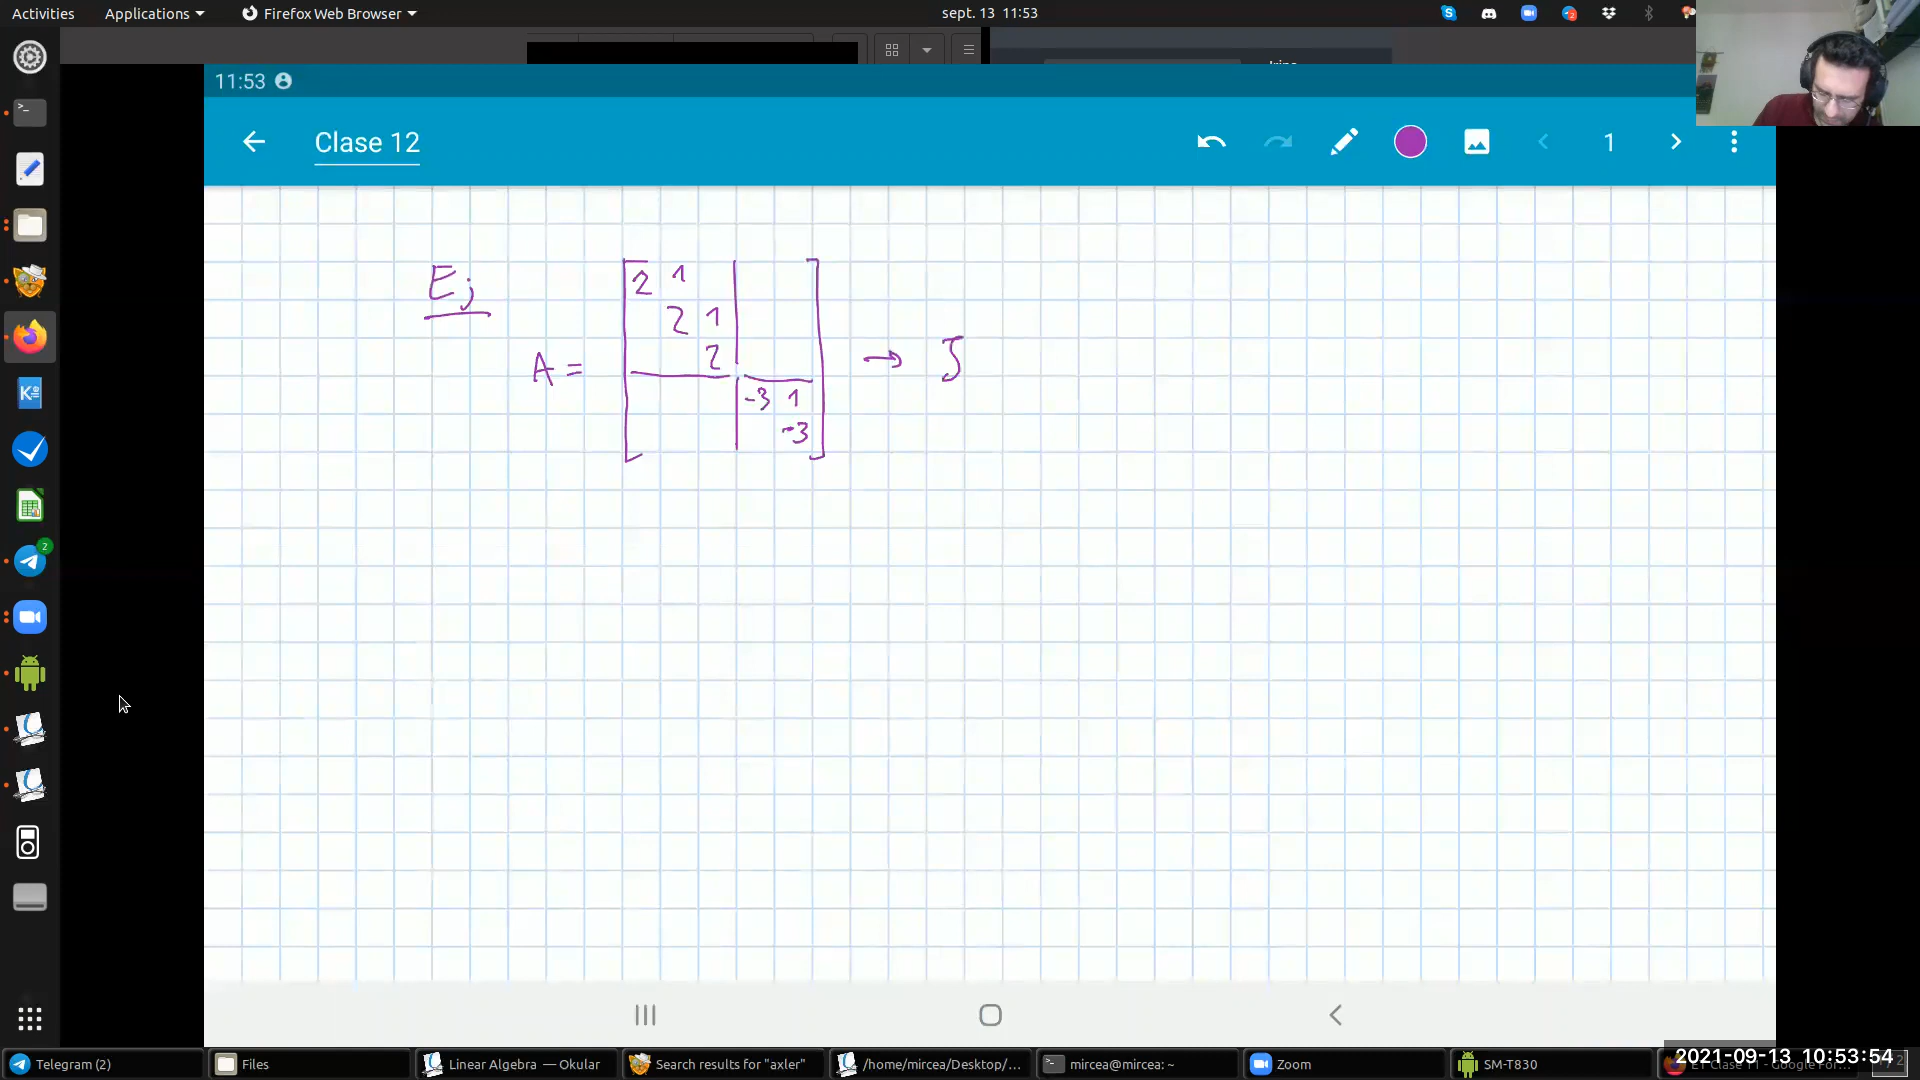 Activities Applications Firefox Web Browser sept. 13 11:53
11:53
Clase 12
1
Ej
A = [ 2 1
2 1
2
-3 1
-3 ] → J
2
Telegram (2) Files Linear Algebra — Okular Search results for "axler" /home/mircea/Desktop/... mircea@mircea: ~ Zoom SM-T830
2021-09-13 10:53:54